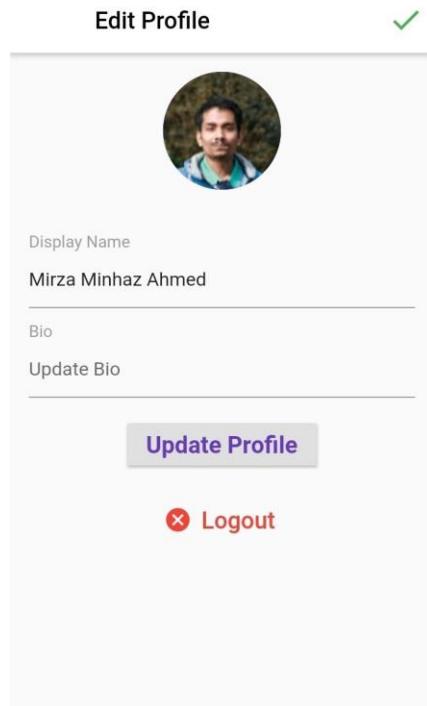 Edit Profile
Display Name
Mirza Minhaz Ahmed
Bio
Update Bio
Update Profile
Logout